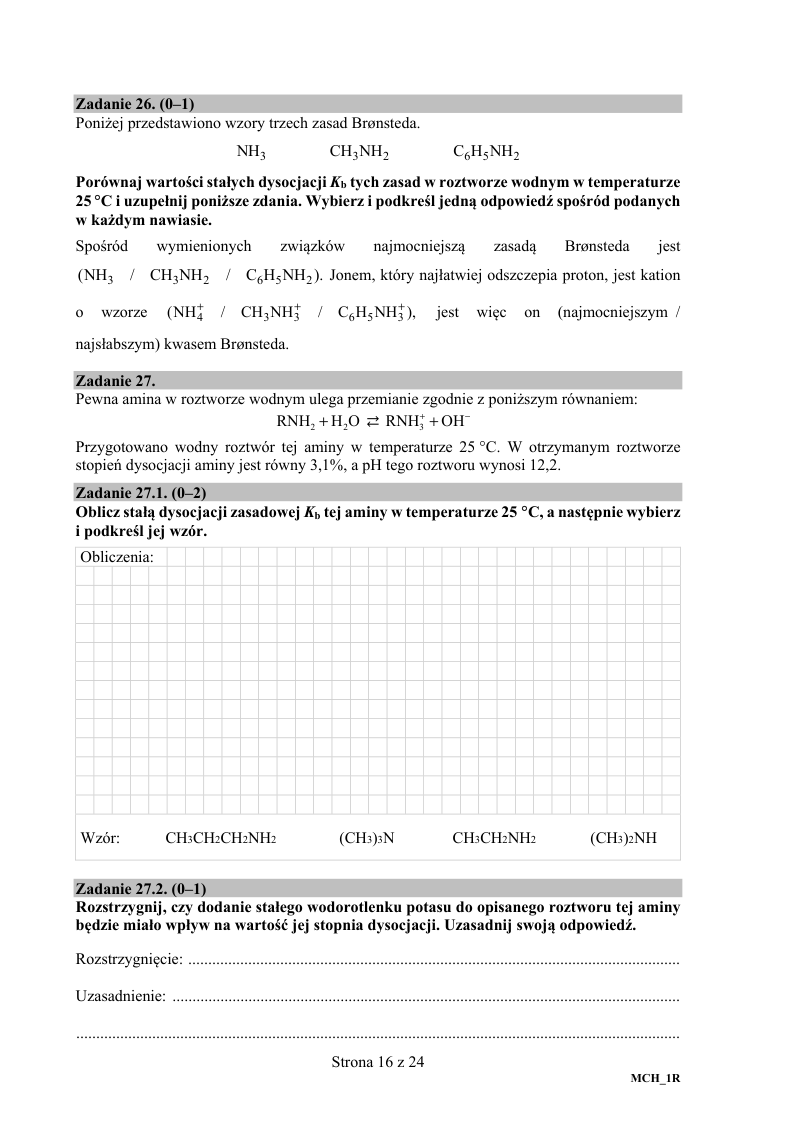 Zadanie 26. (0–1)
Poniżej przedstawiono wzory trzech zasad Brønsteda.
NH₃ CH₃NH₂ C₆H₅NH₂
Porównaj wartości stałych dysocjacji K_b tych zasad w roztworze wodnym w temperaturze
25 °C i uzupełnij poniższe zdania. Wybierz i podkreśl jedną odpowiedź spośród podanych
w każdym nawiasie.
Spośród wymienionych związków najmocniejszą zasadą Brønsteda jest
(NH₃ / CH₃NH₂ / C₆H₅NH₂). Jonem, który najłatwiej odszczepia proton, jest kation
o wzorze (NH₄⁺ / CH₃NH₃⁺ / C₆H₅NH₃⁺), jest więc on (najmocniejszym /
najsłabszym) kwasem Brønsteda.
Zadanie 27.
Pewna amina w roztworze wodnym ulega przemianie zgodnie z poniższym równaniem:
RNH₂ + H₂O ⇄ RNH₃⁺ + OH⁻
Przygotowano wodny roztwór tej aminy w temperaturze 25 °C. W otrzymanym roztworze
stopień dysocjacji aminy jest równy 3,1%, a pH tego roztworu wynosi 12,2.
Zadanie 27.1. (0–2)
Oblicz stałą dysocjacji zasadowej K_b tej aminy w temperaturze 25 °C, a następnie wybierz
i podkreśl jej wzór.
Obliczenia:
Wzór: CH₃CH₂CH₂NH₂ (CH₃)₃N CH₃CH₂NH₂ (CH₃)₂NH
Zadanie 27.2. (0–1)
Rozstrzygnij, czy dodanie stałego wodorotlenku potasu do opisanego roztworu tej aminy
będzie miało wpływ na wartość jej stopnia dysocjacji. Uzasadnij swoją odpowiedź.
Rozstrzygnięcie: ..........................................................................................................................
Uzasadnienie: ..............................................................................................................................
......................................................................................................................................................
Strona 16 z 24
MCH_1R